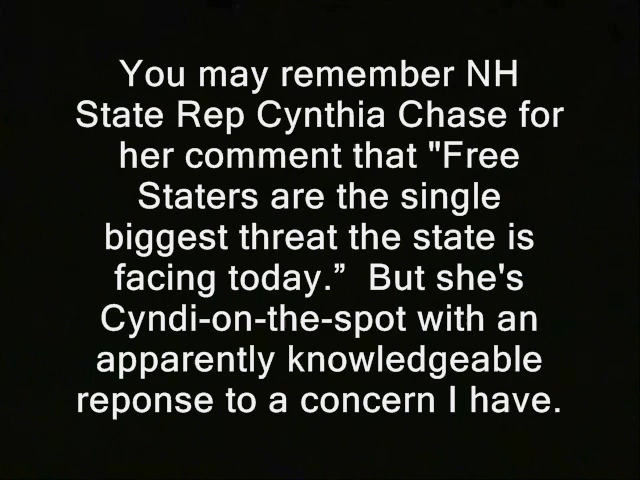 You may remember NH
State Rep Cynthia Chase for
her comment that "Free
Staters are the single
biggest threat the state is
facing today.”  But she's
Cyndi-on-the-spot with an
apparently knowledgeable
reponse to a concern I have.